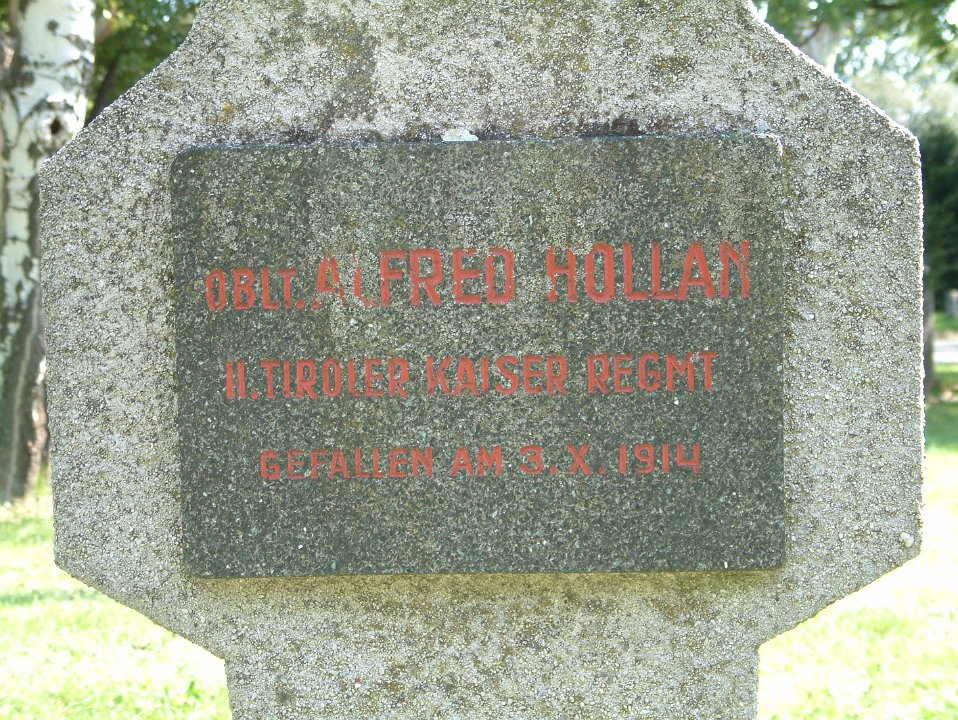 OBLT. ALFRED HOLLAN
II. TIROLER KAISER REGMT
GEFALLEN AM 3. X. 1914